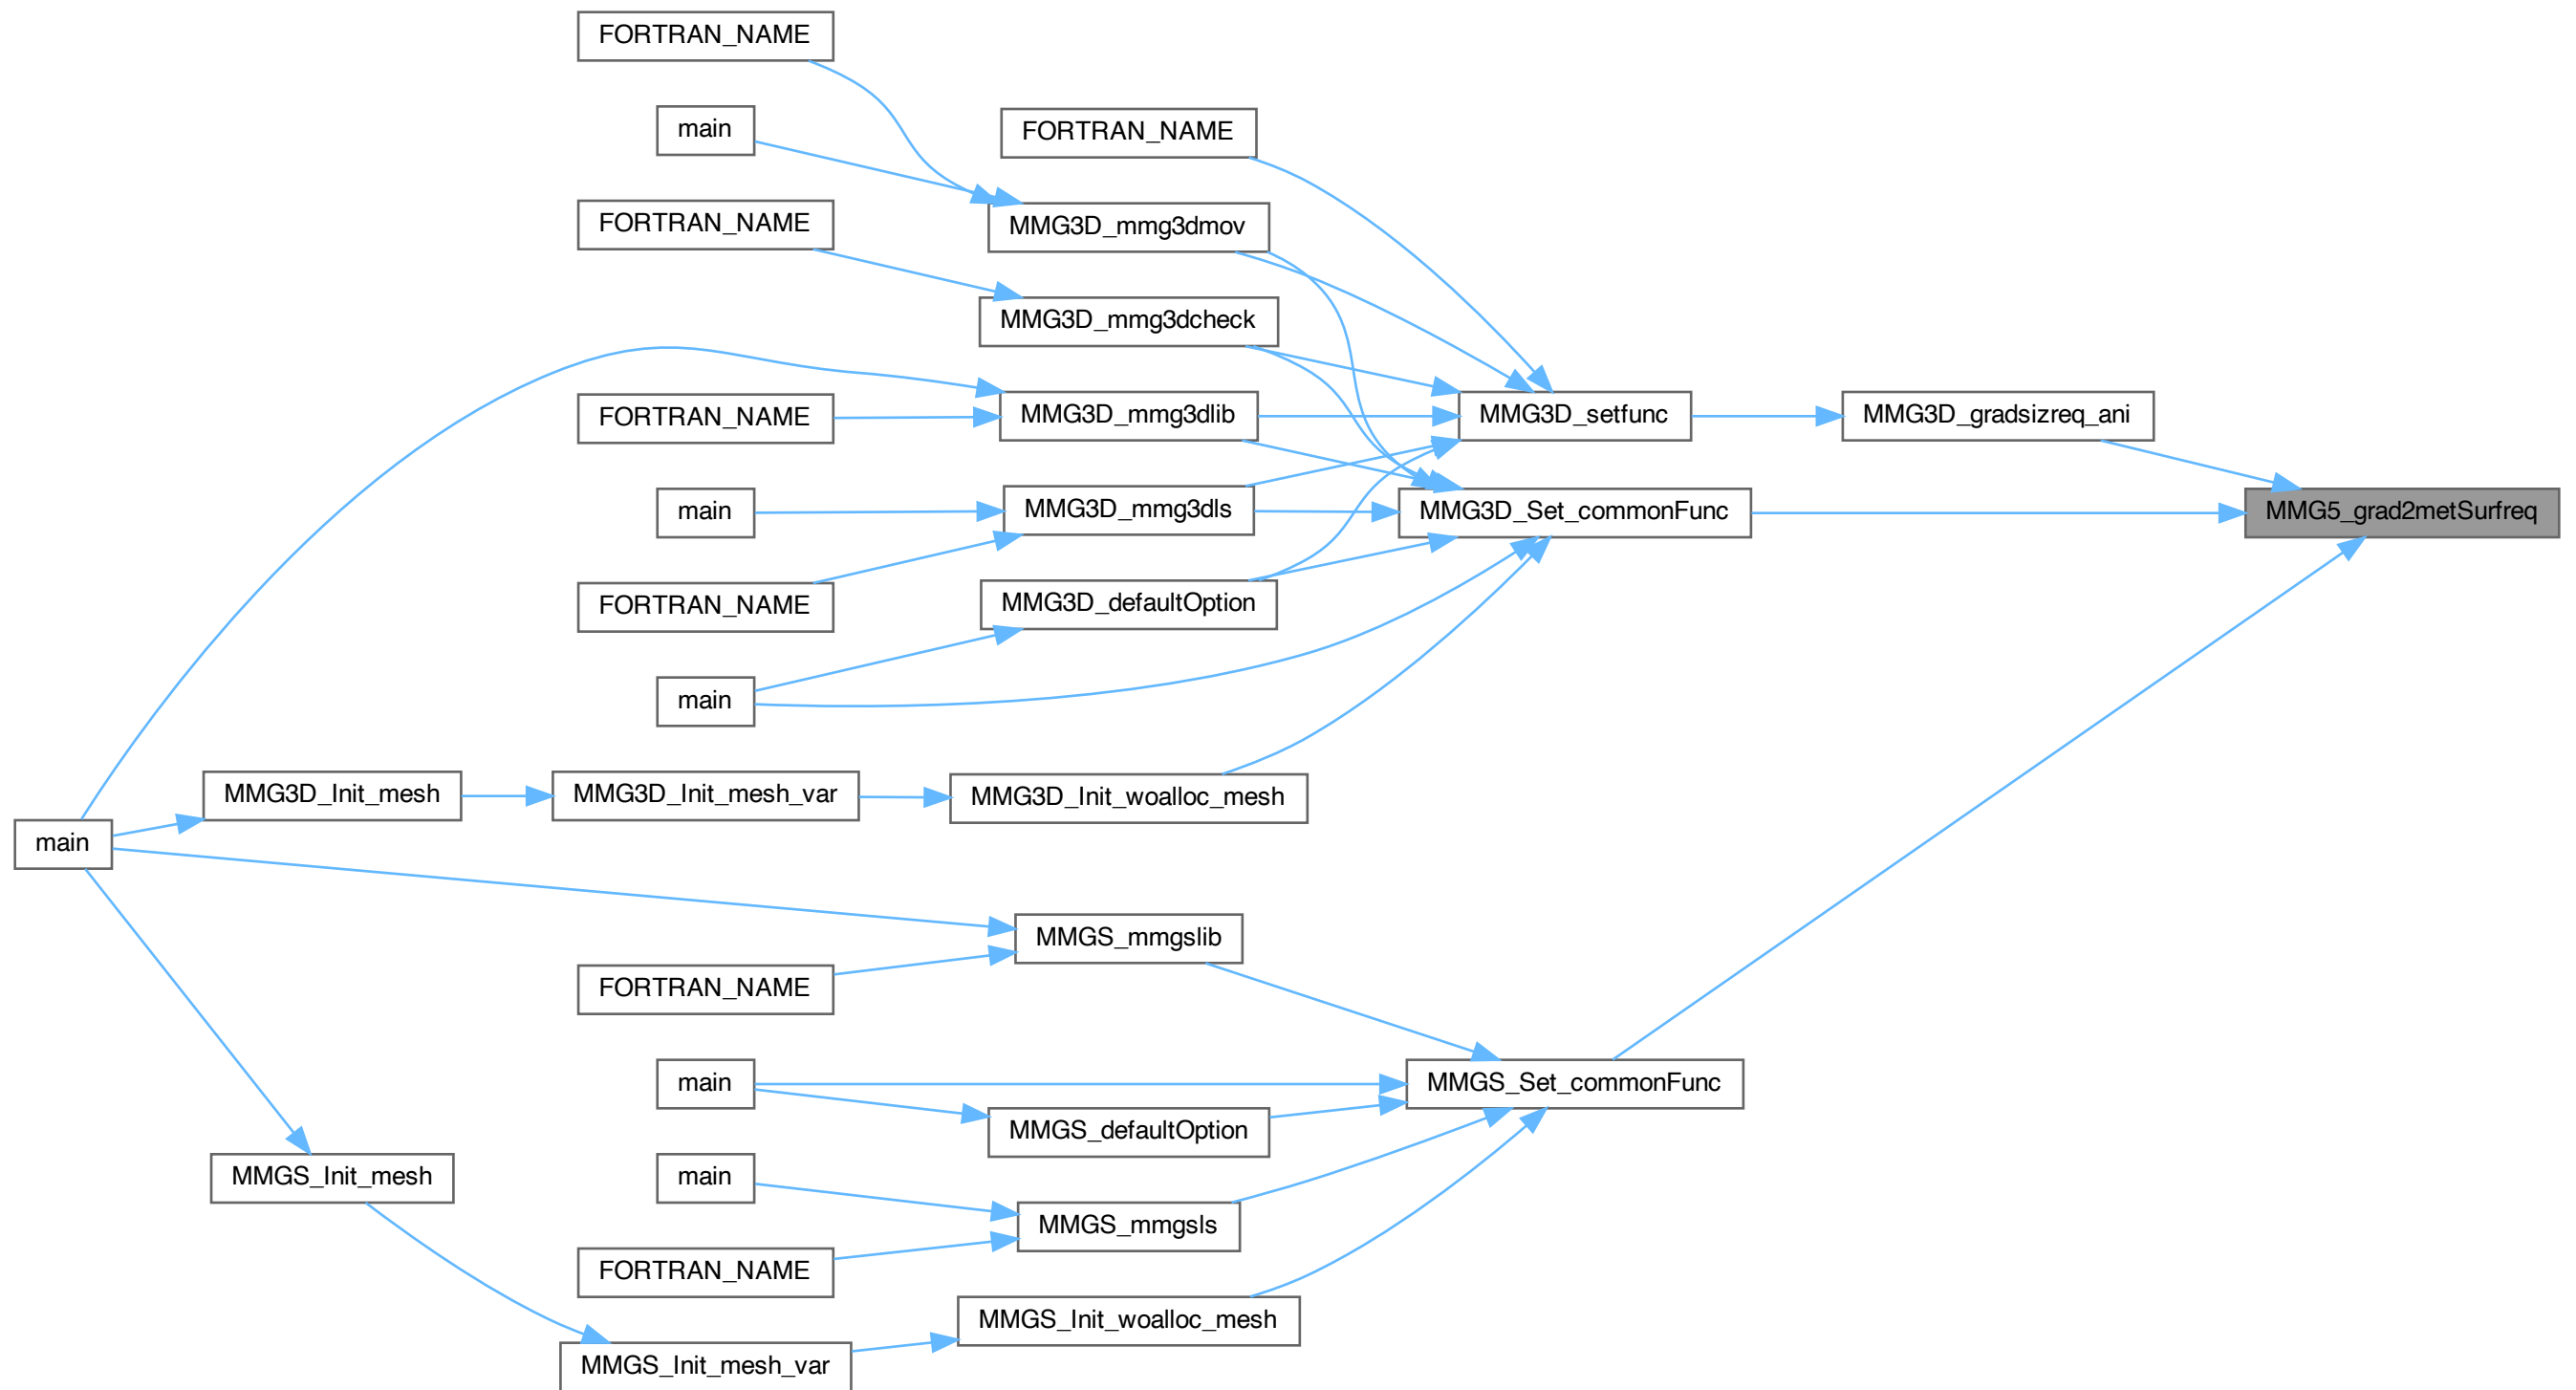 FORTRAN_NAME
main
FORTRAN_NAME
FORTRAN_NAME
MMG3D_mmg3dmov
MMG3D_mmg3dcheck
FORTRAN_NAME
MMG3D_mmg3dlib
MMG3D_setfunc
MMG3D_gradsizreq_ani
main
MMG3D_mmg3dls
MMG3D_Set_commonFunc
MMG5_grad2metSurfreq
FORTRAN_NAME
MMG3D_defaultOption
main
MMG3D_Init_mesh
MMG3D_Init_mesh_var
MMG3D_Init_woalloc_mesh
main
MMGS_mmgslib
FORTRAN_NAME
main
MMGS_Set_commonFunc
MMGS_defaultOption
MMGS_Init_mesh
main
MMGS_mmgsls
FORTRAN_NAME
MMGS_Init_woalloc_mesh
MMGS_Init_mesh_var